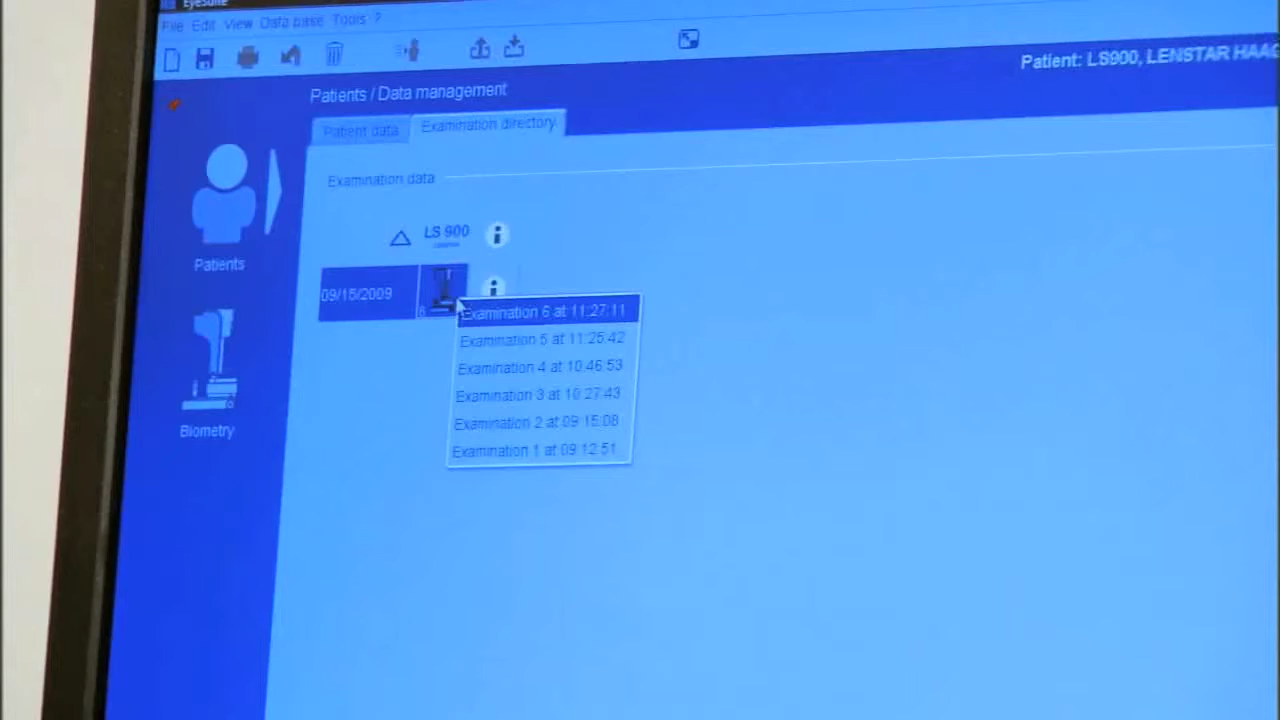 EyeSuite
File Edit View Data base Tools ?
Patient: LS900, LENSTAR HAAG
Patients / Data management
Patient data Examination directory
Examination data
LS 900
Patients
09/15/2009
6
Examination 6 at 11:27:11
Examination 5 at 11:25:42
Examination 4 at 10:46:53
Examination 3 at 10:27:43
Examination 2 at 09:15:08
Examination 1 at 09:12:51
Biometry